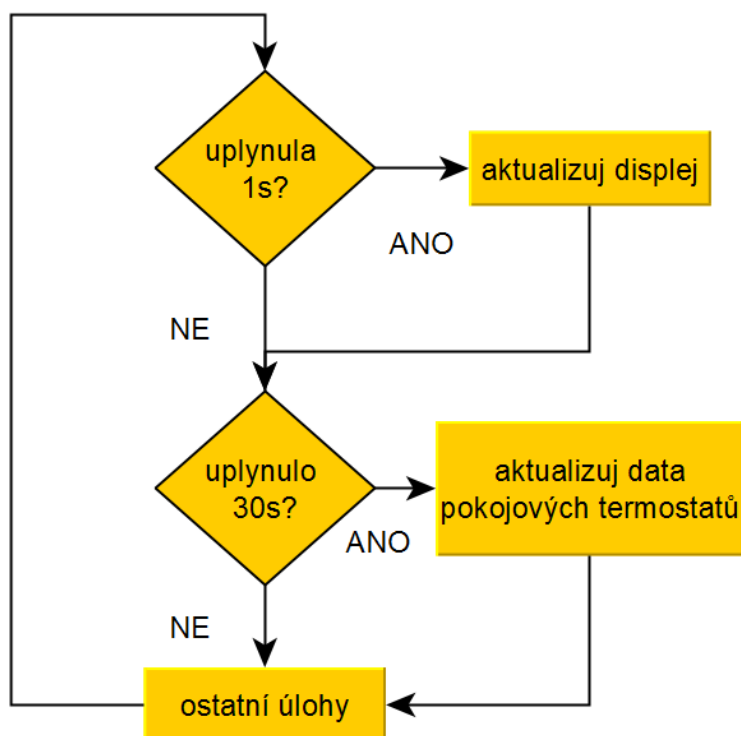 uplynula
1s?
aktualizuj displej
ANO
NE
uplynulo
30s?
aktualizuj data
pokojových termostatů
ANO
NE
ostatní úlohy